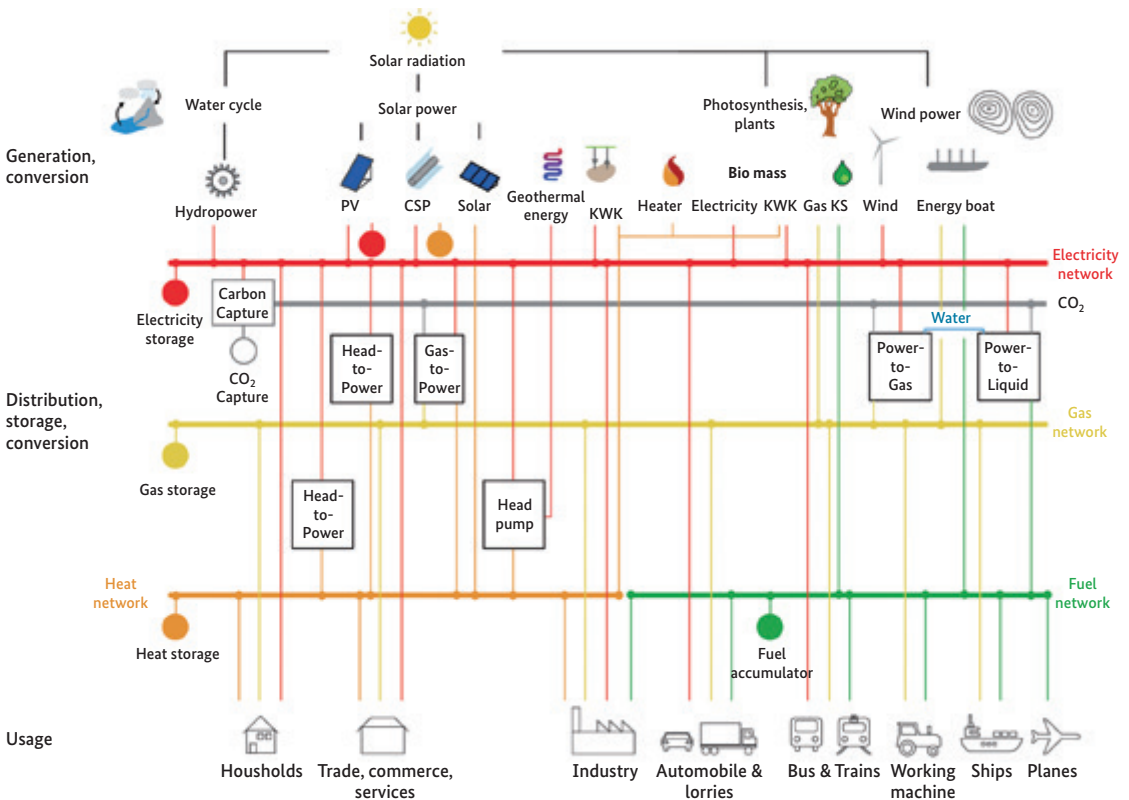 Solar radiation
Water cycle
Solar power
Photosynthesis,
plants
Wind power
Generation,
conversion
Hydropower
PV
CSP
Solar
Geothermal
energy
KWK
Heater
Bio mass
Electricity
KWK
Gas
KS
Wind
Energy boat
Electricity
network
Electricity
storage
Carbon
Capture
CO₂
CO₂
Capture
Water
Head-
to-
Power
Gas-
to-
Power
Power-
to-
Gas
Power-
to-
Liquid
Distribution,
storage,
conversion
Gas
network
Gas storage
Head-
to-
Power
Head
pump
Heat
network
Fuel
network
Heat storage
Fuel
accumulator
Usage
Housholds
Trade, commerce,
services
Industry
Automobile &
lorries
Bus & Trains
Working
machine
Ships
Planes